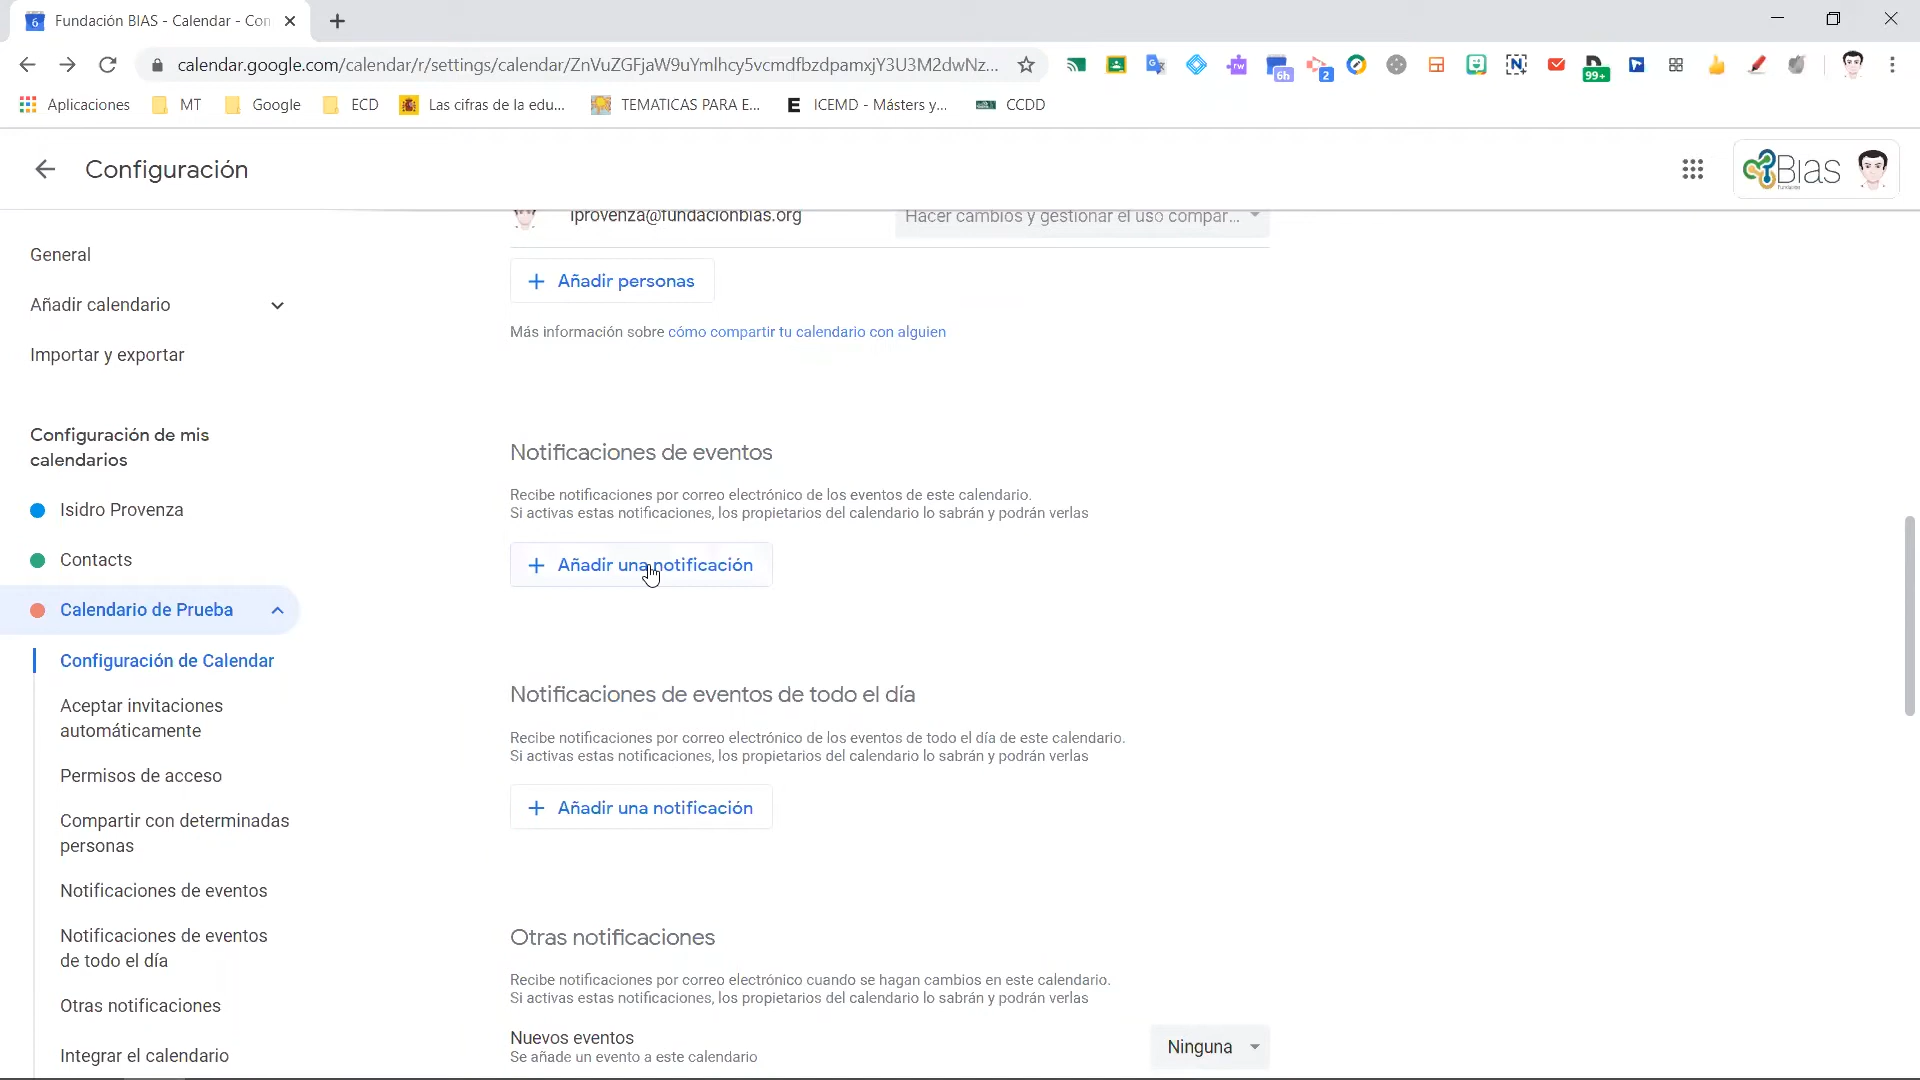 Fundación BIAS - Calendar - Con
calendar.google.com/calendar/r/settings/calendar/ZnVuZGFjaW9uYmlhcy5vcmdfbzdpamxjY3U3M2dwNz...
6h
2
99+
Aplicaciones MT Google ECD Las cifras de la edu... TEMATICAS PARA E... ICEMD - Másters y... CCDD
Configuración
Bias
iprovenza@fundacionbias.org Hacer cambios y gestionar el uso compar...
General
Añadir personas
Añadir calendario
Más información sobre cómo compartir tu calendario con alguien
Importar y exportar
Configuración de mis
calendarios
Notificaciones de eventos
Recibe notificaciones por correo electrónico de los eventos de este calendario.
Si activas estas notificaciones, los propietarios del calendario lo sabrán y podrán verlas
Isidro Provenza
Contacts
Añadir una notificación
Calendario de Prueba
Configuración de Calendar
Notificaciones de eventos de todo el día
Aceptar invitaciones
automáticamente
Recibe notificaciones por correo electrónico de los eventos de todo el día de este calendario.
Si activas estas notificaciones, los propietarios del calendario lo sabrán y podrán verlas
Permisos de acceso
Añadir una notificación
Compartir con determinadas
personas
Notificaciones de eventos
Notificaciones de eventos
de todo el día
Otras notificaciones
Recibe notificaciones por correo electrónico cuando se hagan cambios en este calendario.
Si activas estas notificaciones, los propietarios del calendario lo sabrán y podrán verlas
Otras notificaciones
Nuevos eventos
Se añade un evento a este calendario
Ninguna
Integrar el calendario